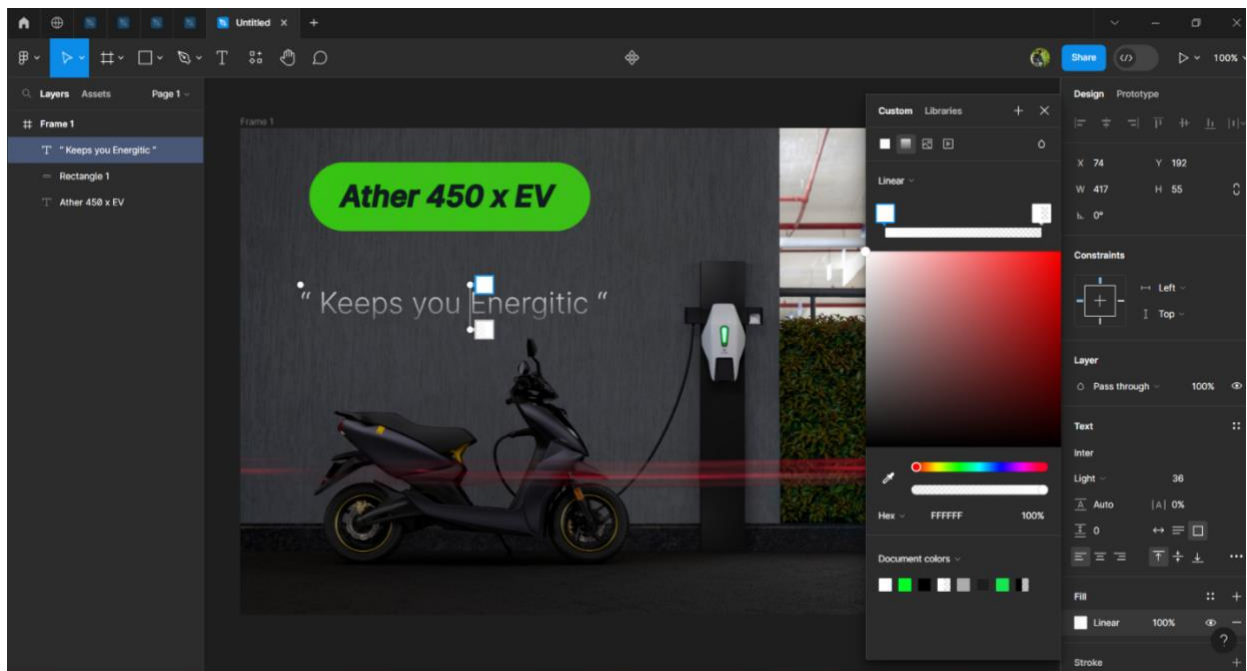 Untitled × +
Share </> 100%
Layers Assets Page 1
Frame 1
T " Keeps you Energitic "
Rectangle 1
T Ather 450 x EV
Frame 1
Ather 450 x EV
“ Keeps you Energitic “
Custom Libraries + ×
Linear
Hex FFFFFF 100%
Document colors
Design Prototype
X 74 Y 192
W 417 H 55
0°
Constraints
Left
Top
Layer
Pass through 100%
Text
Inter
Light 36
A Auto |A| 0%
0
Fill
Linear 100%
?
Stroke